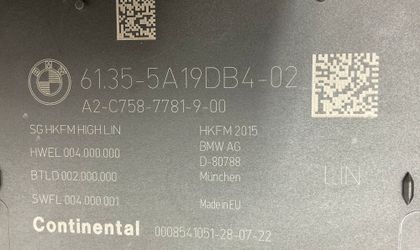 BMW
61.35-5A19DB4-02
A2-C758-7781-9-00
SG HKFM HIGH LIN
HWEL 004.000.000
BTLD 002.000.000
SWFL 004.000.001
HKFM 2015
BMW AG
D-80788
München
Made in EU
LIN
Continental 0008541051-28-07-22